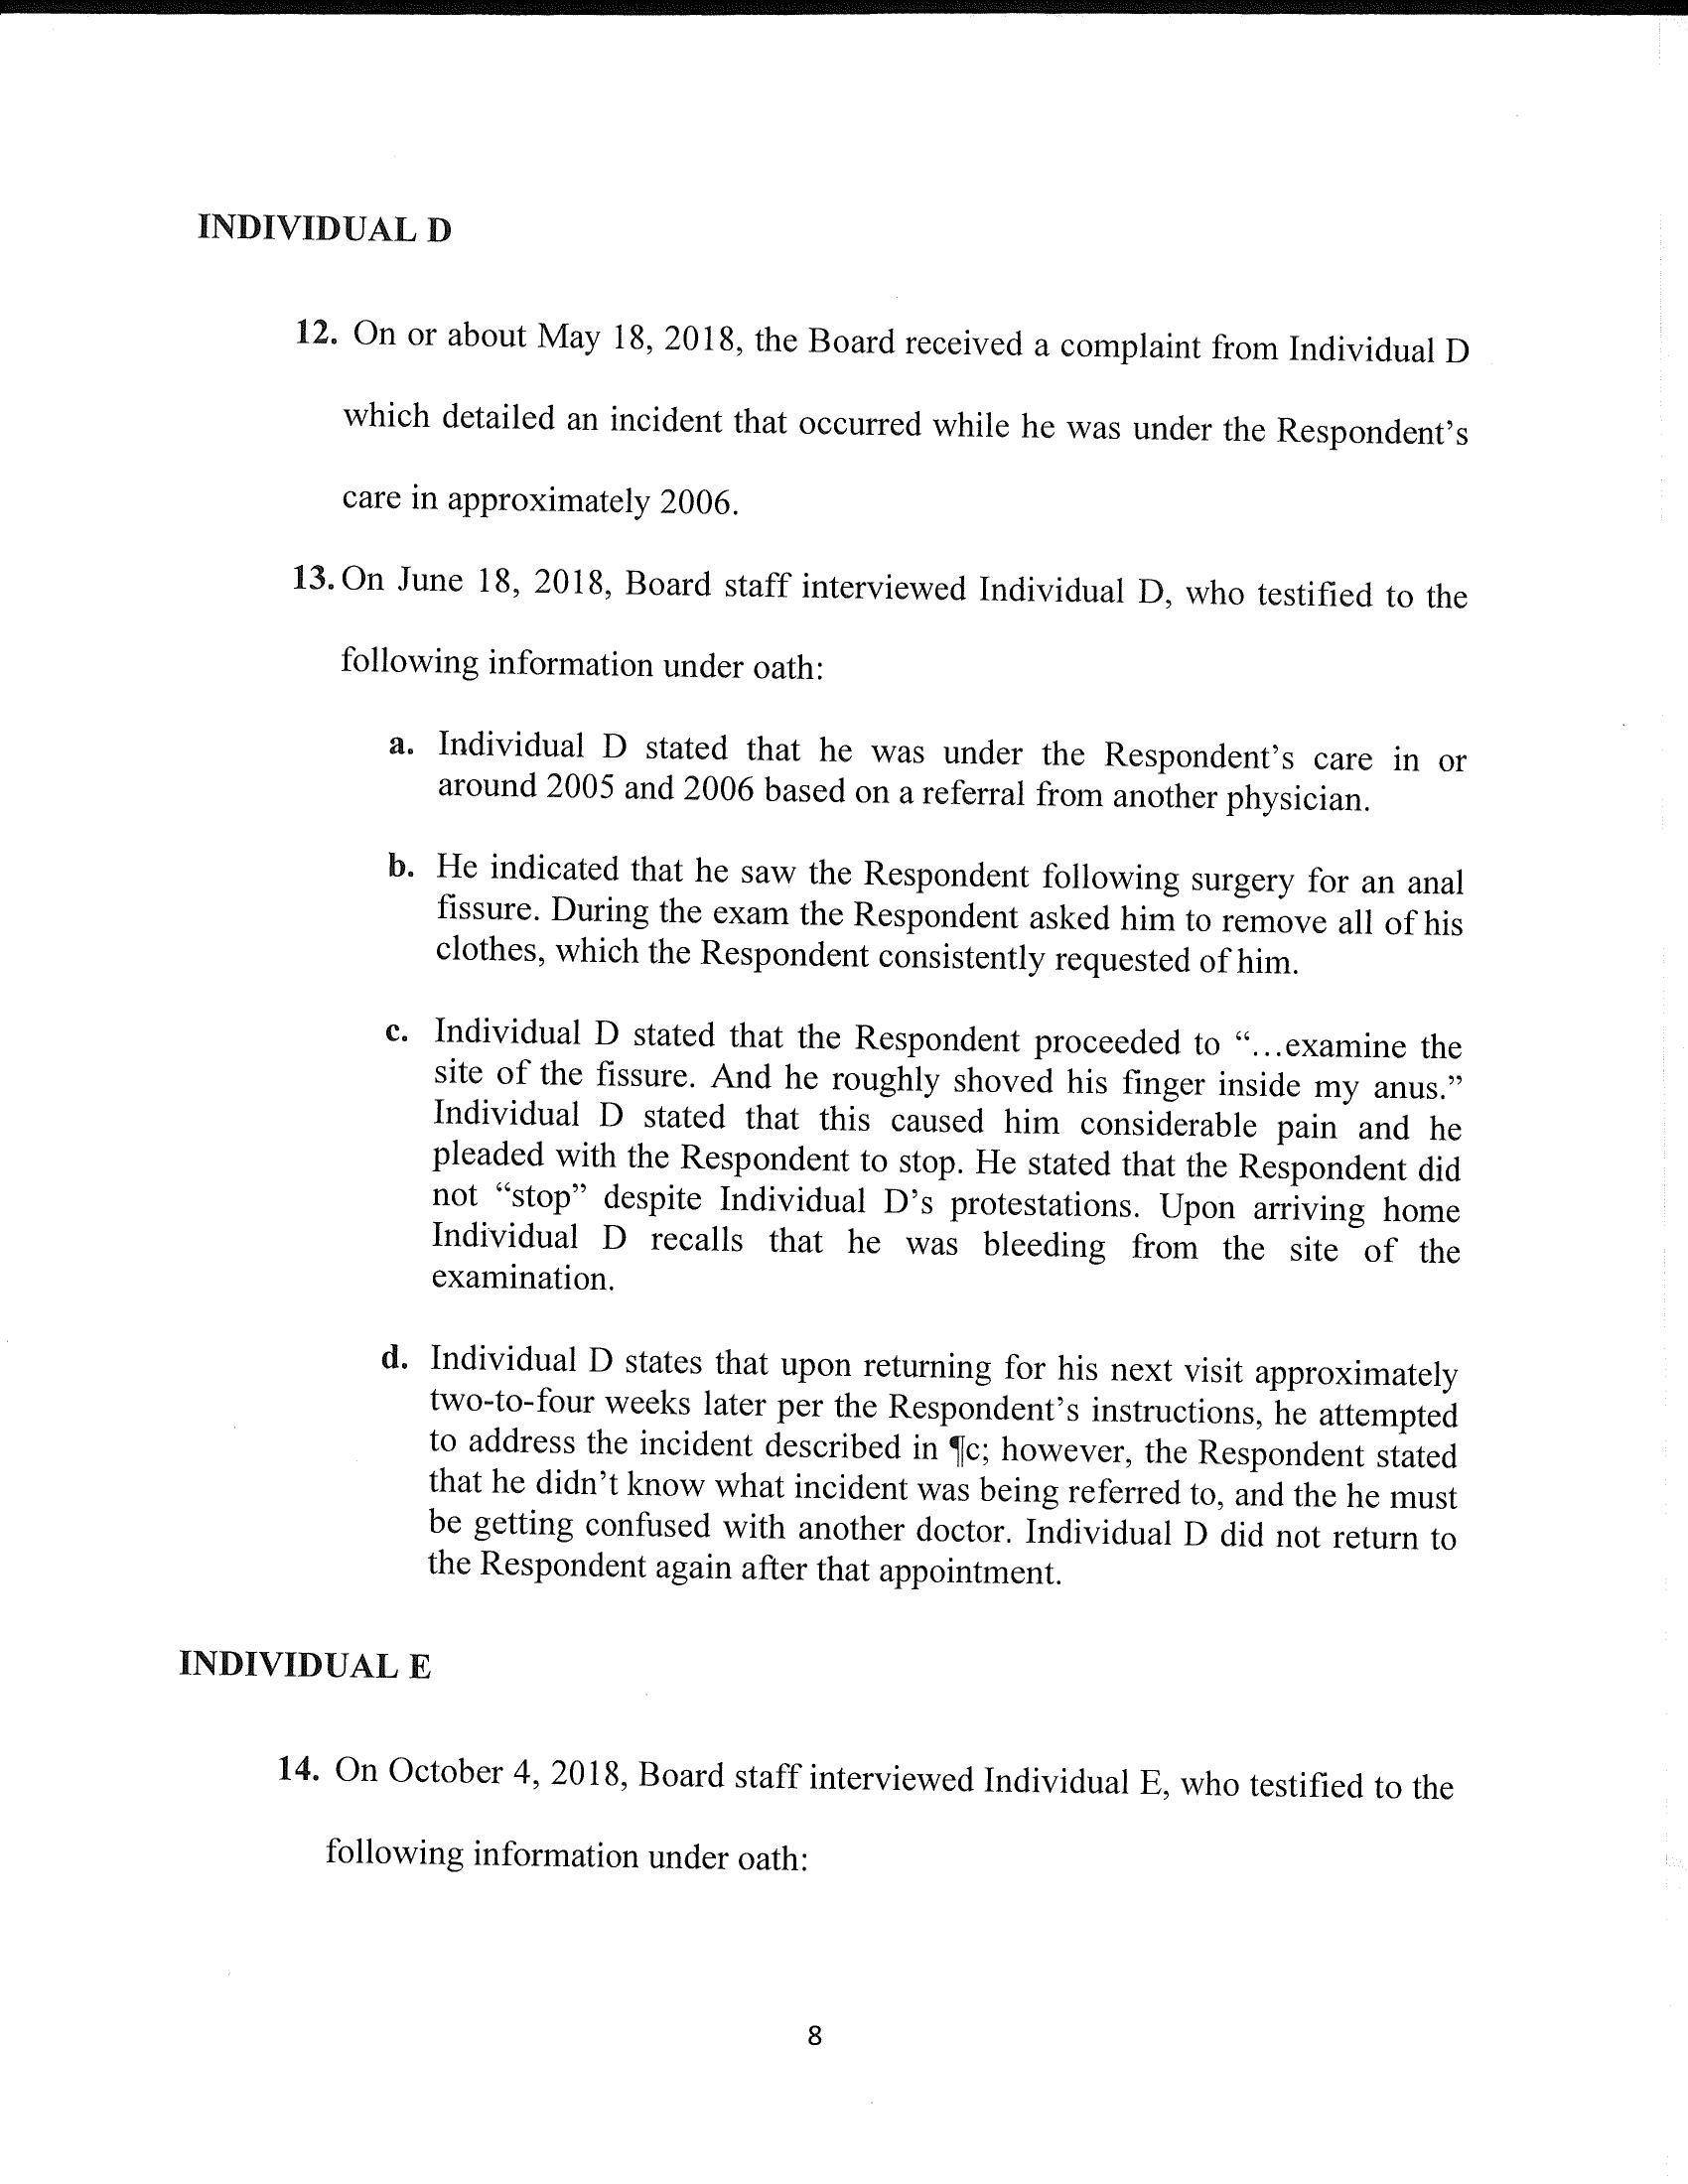 INDIVIDUAL D
12. On or about May 18, 2018, the Board received a complaint from Individual D
which detailed an incident that occurred while he was under the Respondent's
care in approximately 2006.
13. On June 18, 2018, Board staff interviewed Individual D, who testified to the
following information under oath:
a. Individual D stated that he was under the Respondent's care in or
around 2005 and 2006 based on a referral from another physician.
b. He indicated that he saw the Respondent following surgery for an anal
fissure. During the exam the Respondent asked him to remove all of his
clothes, which the Respondent consistently requested of him.
c. Individual D stated that the Respondent proceeded to “...examine the
site of the fissure. And he roughly shoved his finger inside my anus.”
Individual D stated that this caused him considerable pain and he
pleaded with the Respondent to stop. He stated that the Respondent did
not “stop” despite Individual D's protestations. Upon arriving home
Individual D recalls that he was bleeding from the site of the
examination.
d. Individual D states that upon returning for his next visit approximately
two-to-four weeks later per the Respondent's instructions, he attempted
to address the incident described in ¶c; however, the Respondent stated
that he didn't know what incident was being referred to, and the he must
be getting confused with another doctor. Individual D did not return to
the Respondent again after that appointment.
INDIVIDUAL E
14. On October 4, 2018, Board staff interviewed Individual E, who testified to the
following information under oath:
8